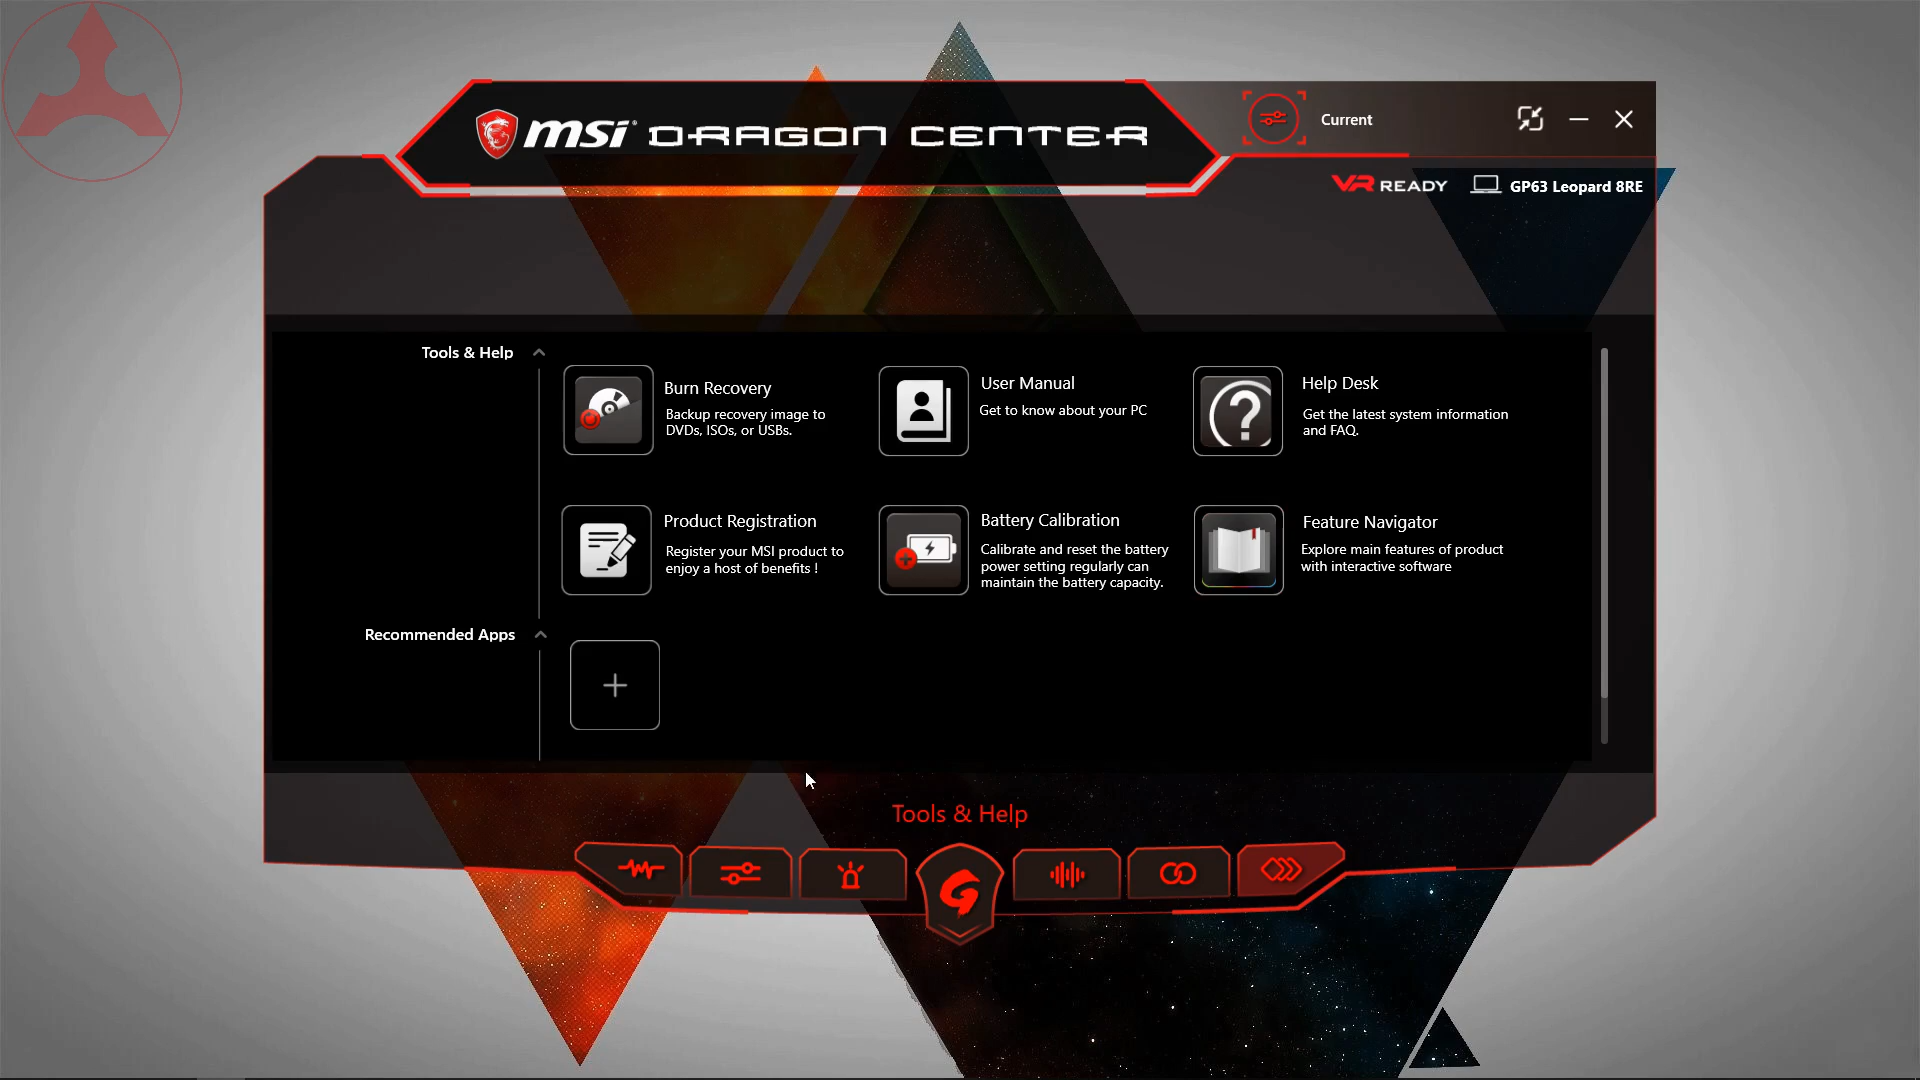 msi DRAGON CENTER
Current
VR READY
GP63 Leopard 8RE
Tools & Help
Burn Recovery
Backup recovery image to
DVDs, ISOs, or USBs.
User Manual
Get to know about your PC
Help Desk
Get the latest system information
and FAQ.
Product Registration
Register your MSI product to
enjoy a host of benefits !
Battery Calibration
Calibrate and reset the battery
power setting regularly can
maintain the battery capacity.
Feature Navigator
Explore main features of product
with interactive software
Recommended Apps
Tools & Help